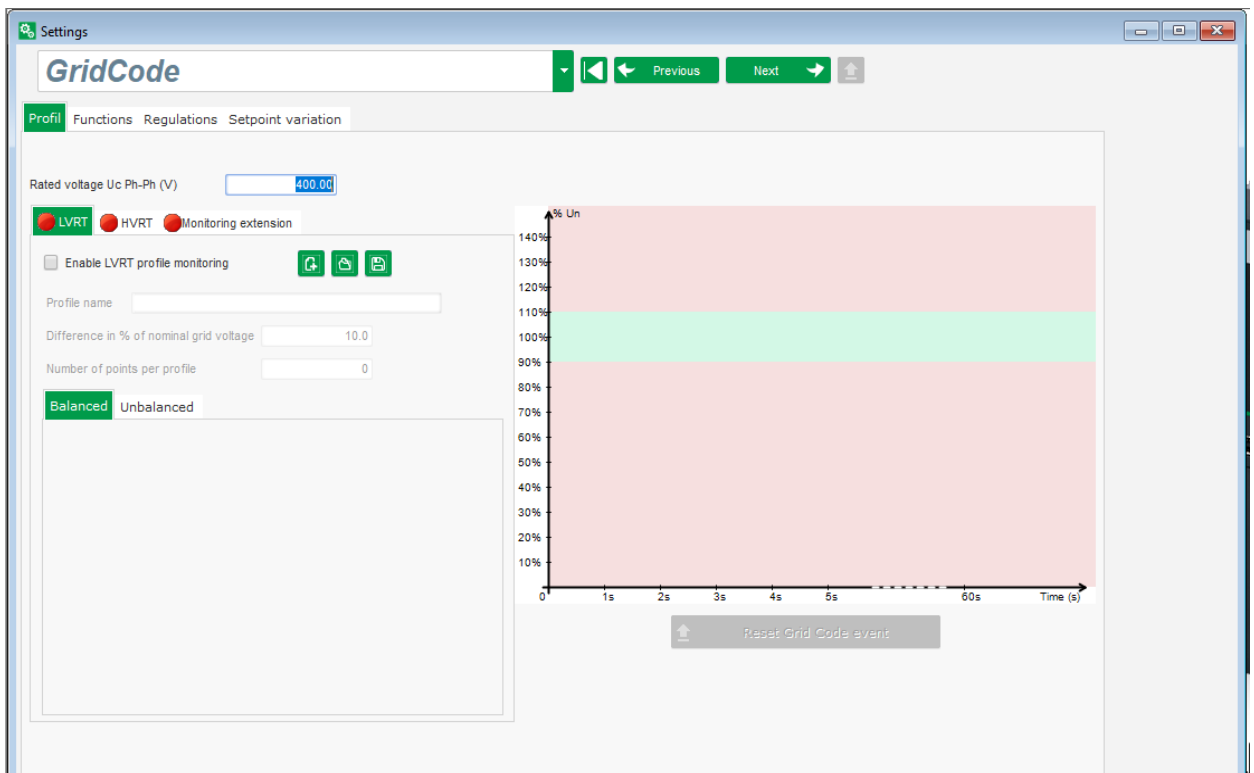 Settings
GridCode
Previous
Next
Profil Functions Regulations Setpoint variation
Rated voltage Uc Ph-Ph (V) 400.00
LVRT HVRT Monitoring extension
Enable LVRT profile monitoring
Profile name
Difference in % of nominal grid voltage 10.0
Number of points per profile 0
Balanced Unbalanced
% Un
140%
130%
120%
110%
100%
90%
80%
70%
60%
50%
40%
30%
20%
10%
0 1s 2s 3s 4s 5s 60s Time (s)
Reset Grid Code event